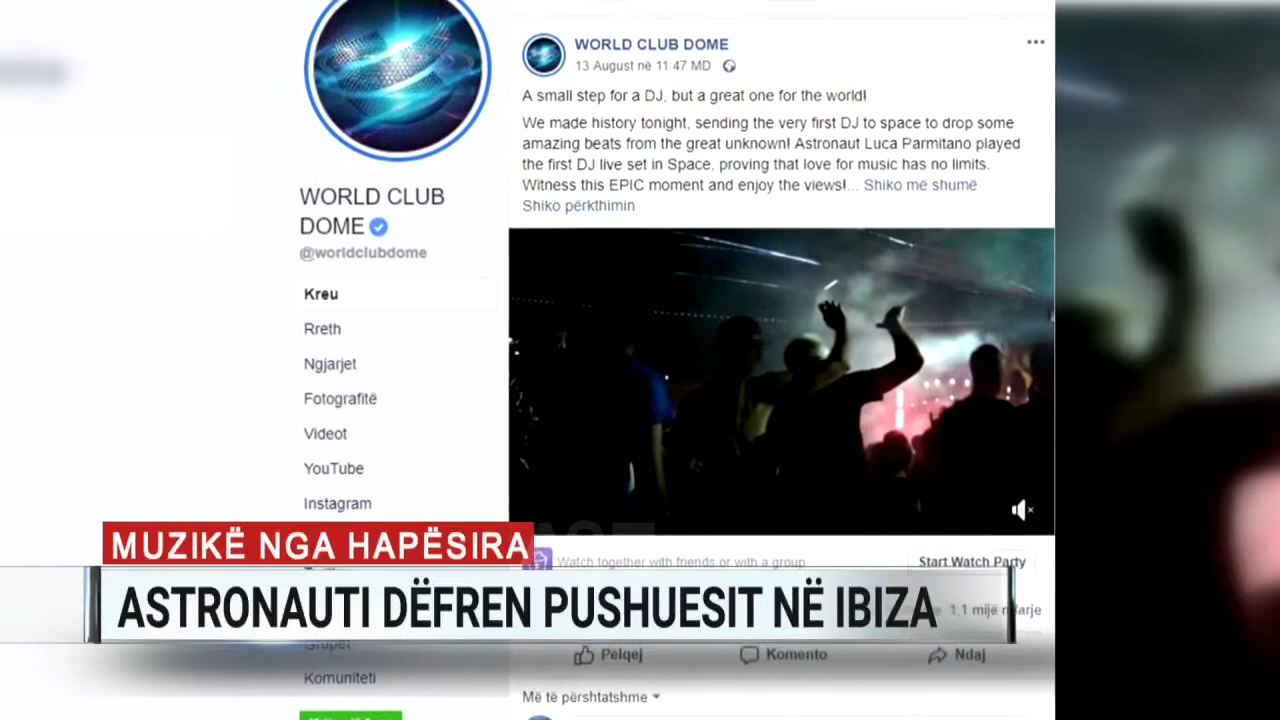 WORLD CLUB DOME
13 August në 11:47 MD
A small step for a DJ, but a great one for the world!
We made history tonight, sending the very first DJ to space to drop some
amazing beats from the great unknown! Astronaut Luca Parmitano played
the first DJ live set in Space, proving that love for music has no limits.
Witness this EPIC moment and enjoy the views!... Shiko më shumë
Shiko përkthimin
WORLD CLUB
DOME
@worldclubdome
Kreu
Rreth
Ngjarjet
Fotografitë
Videot
YouTube
Instagram
MUZIKË NGA HAPËSIRA
Watch together with friends or with a group
Start Watch Party
ASTRONAUTI DËFREN PUSHUESIT NË IBIZA
1,1 mijë
Grupet
Komuniteti
Pëlqej
Komento
Ndaj
Më të përshtatshme